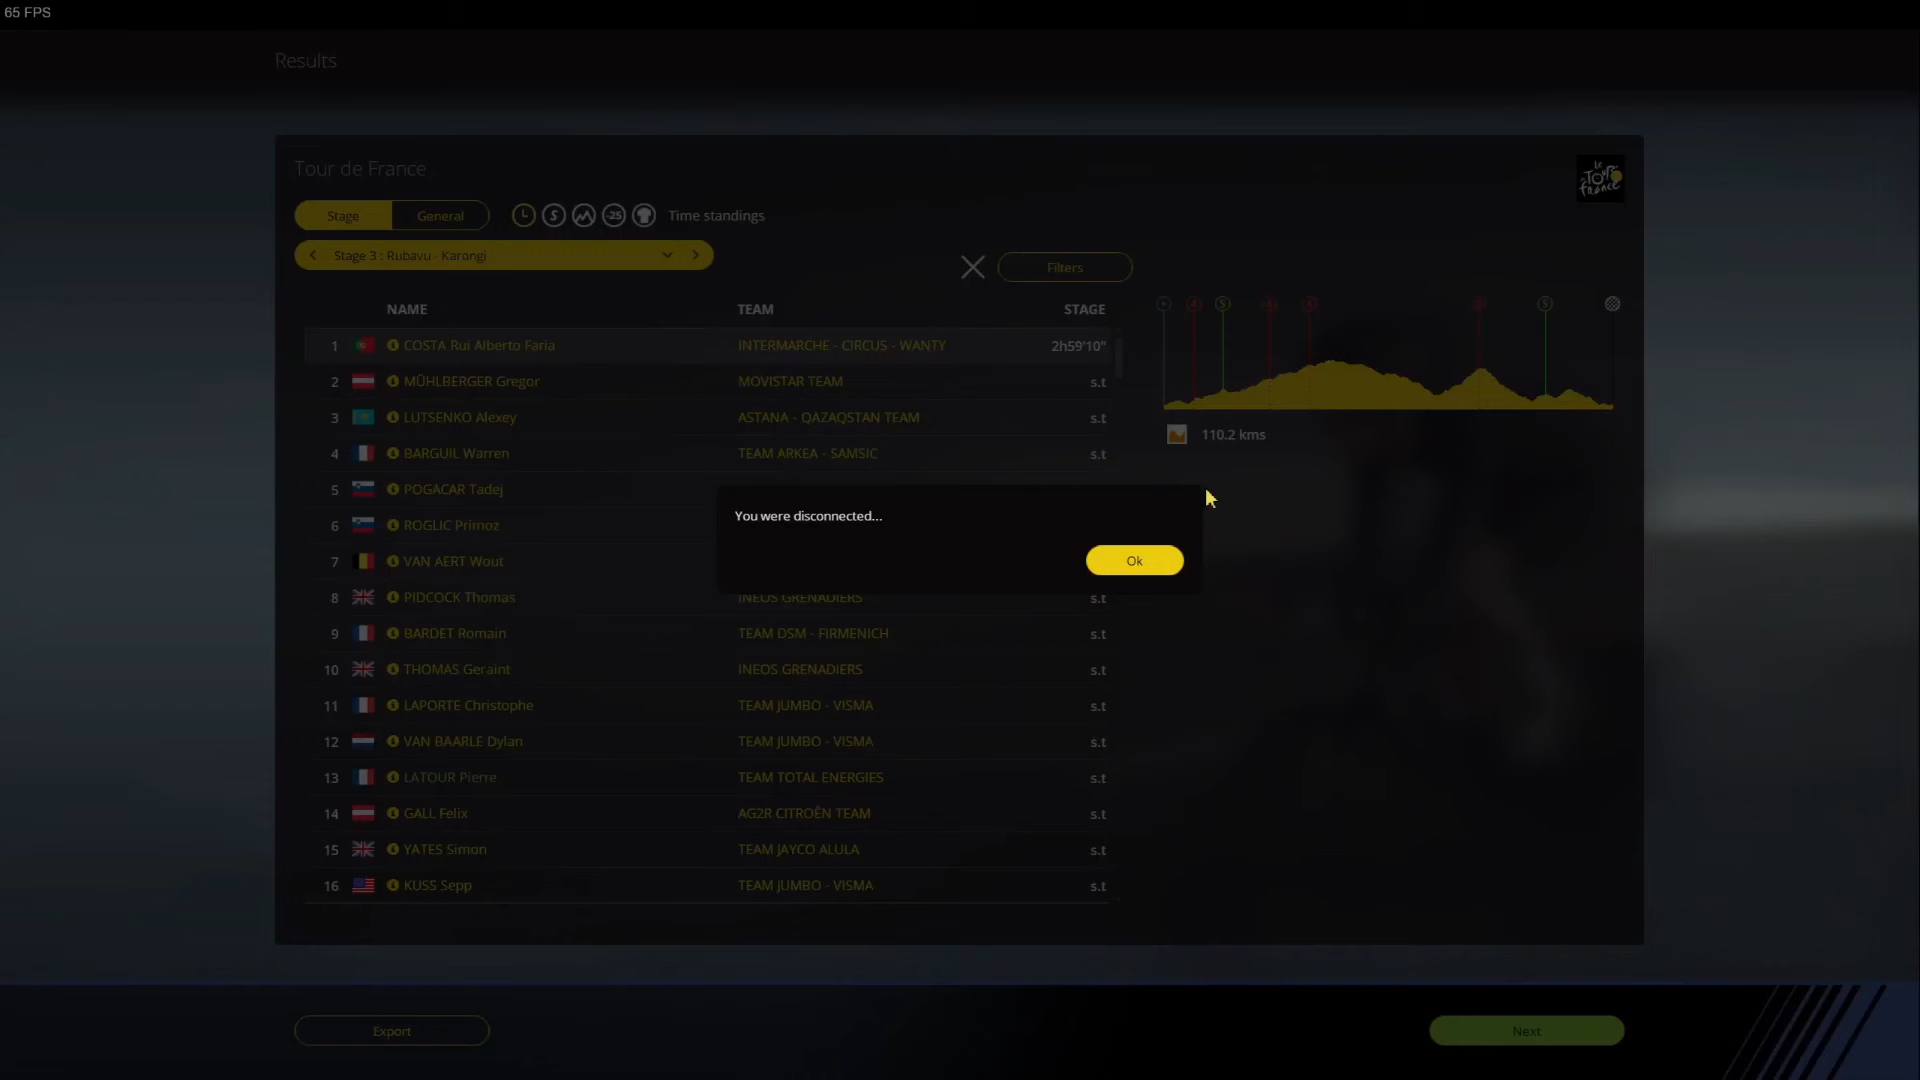 65 FPS
Results
Tour de France
le Tour de France
Stage General S -25 Time standings
Stage 3 : Rubavu - Karongi
Filters
NAME TEAM STAGE
1 COSTA Rui Alberto Faria INTERMARCHE - CIRCUS - WANTY 2h59'10"
2 MÜHLBERGER Gregor MOVISTAR TEAM s.t
3 LUTSENKO Alexey ASTANA - QAZAQSTAN TEAM s.t
4 BARGUIL Warren TEAM ARKEA - SAMSIC s.t
5 POGACAR Tadej
6 ROGLIC Primoz
7 VAN AERT Wout
8 PIDCOCK Thomas INEOS GRENADIERS s.t
9 BARDET Romain TEAM DSM - FIRMENICH s.t
10 THOMAS Geraint INEOS GRENADIERS s.t
11 LAPORTE Christophe TEAM JUMBO - VISMA s.t
12 VAN BAARLE Dylan TEAM JUMBO - VISMA s.t
13 LATOUR Pierre TEAM TOTAL ENERGIES s.t
14 GALL Felix AG2R CITROËN TEAM s.t
15 YATES Simon TEAM JAYCO ALULA s.t
16 KUSS Sepp TEAM JUMBO - VISMA s.t
S S
110.2 kms
You were disconnected...
Ok
Export
Next